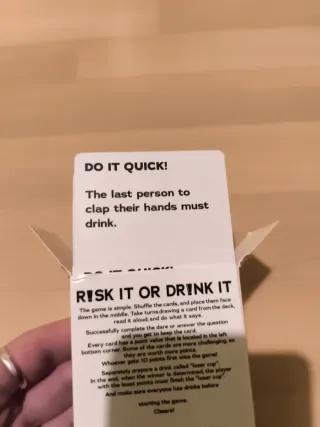 DO IT QUICK!
The last person to
clap their hands must
drink.
DO IT QUICK!
R!SK IT OR DR!NK IT
The game is simple. Shuffle the cards, and place them face
down in the middle. Take turns drawing a card from the deck,
read it aloud, and do what it says.
Successfully complete the dare or answer the question
and you get to keep the card.
Every card has a point value that is located in the left
bottom corner. Some of the cards are more challenging, so
they are worth more points.
Whoever gets 10 points first wins the game!
Separately prepare a drink called "loser cup".
In the end, when the winner is determined, the player
with the least points must finish the "loser cup".
And make sure everyone has drinks before
starting the game.
Cheers!